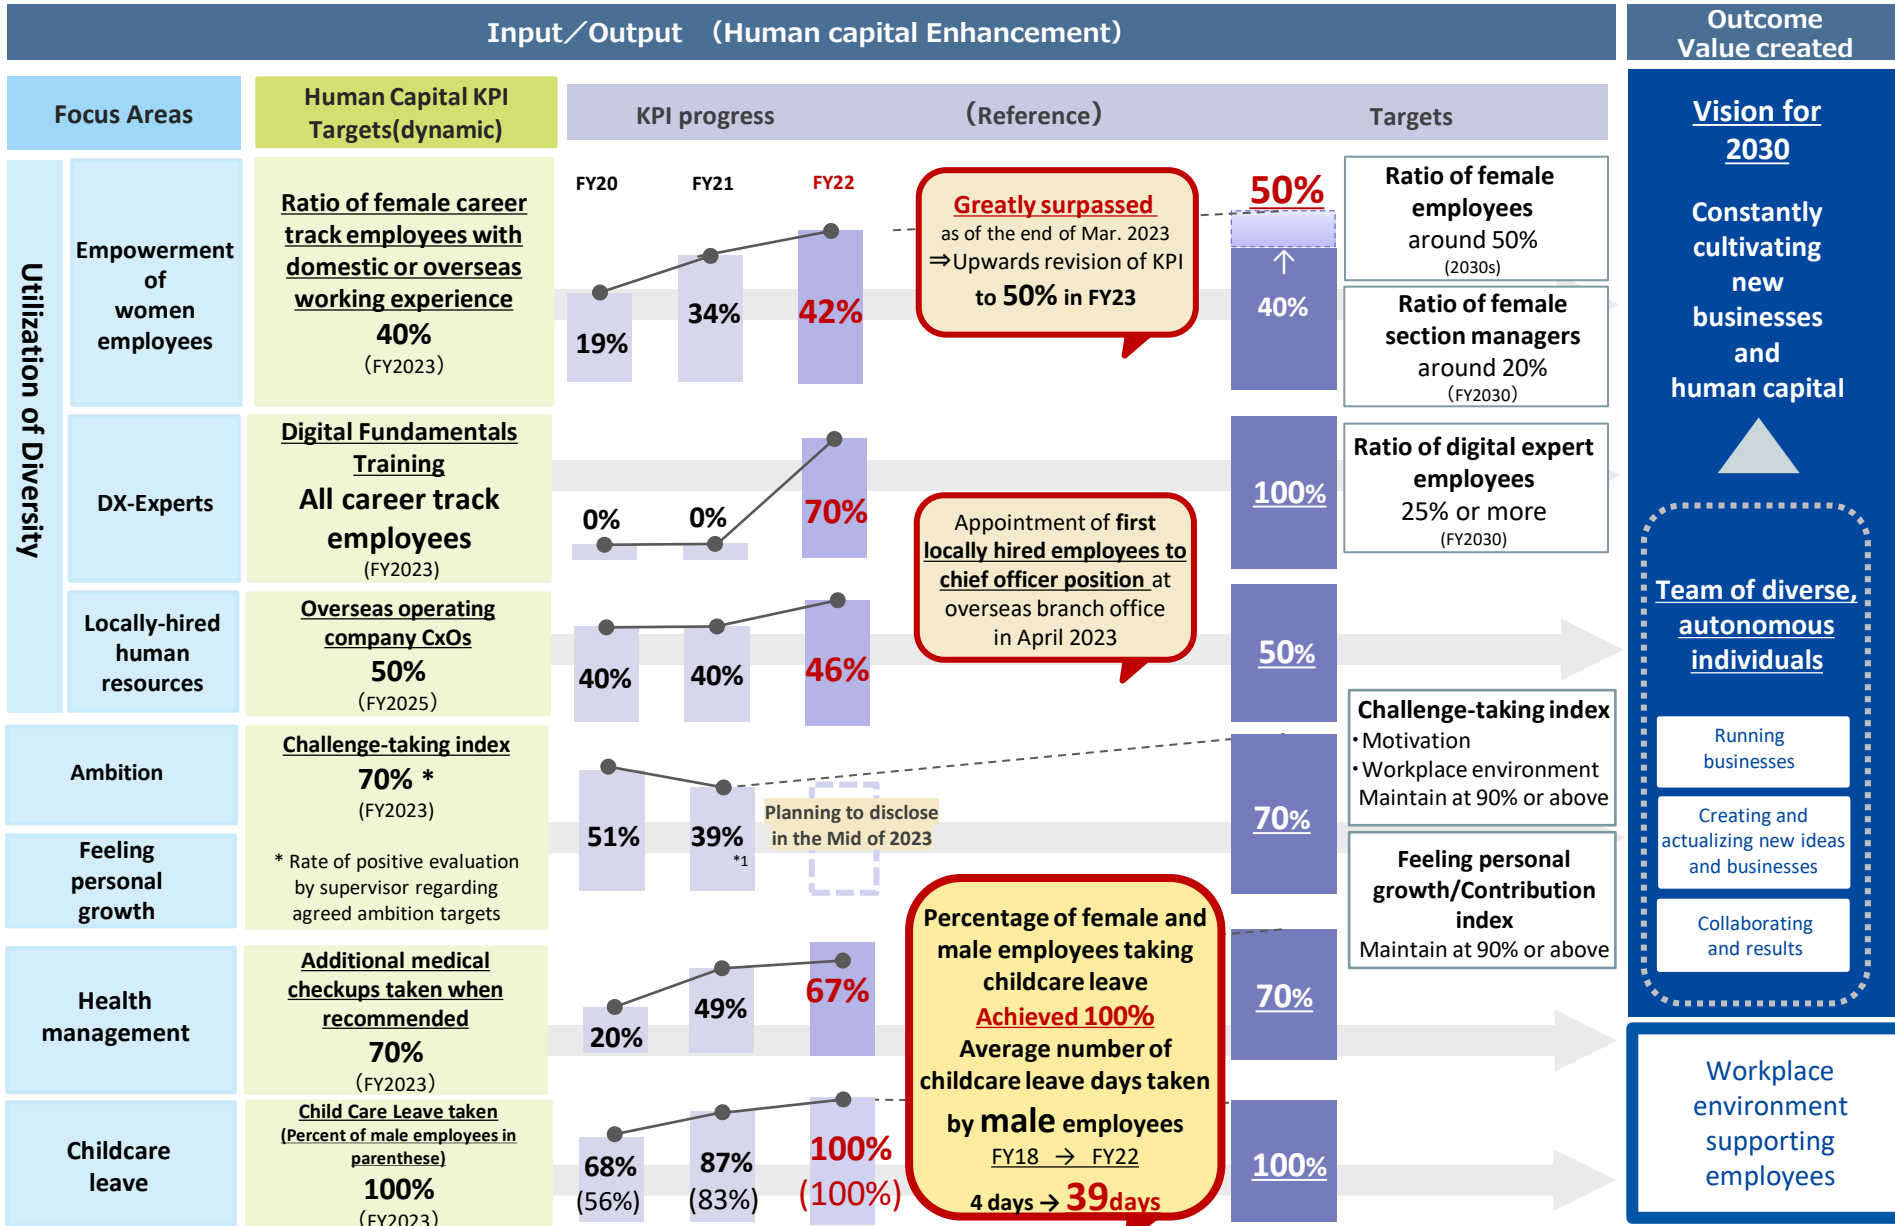 Input／Output （Human capital Enhancement）
Outcome
Value created
Focus Areas
Human Capital KPI
Targets(dynamic)
KPI progress
（Reference）
Targets
Utilization of Diversity
Empowerment
of
women
employees
Ratio of female career
track employees with
domestic or overseas
working experience
40%
（FY2023）
FY20
FY21
FY22
19%
34%
42%
Greatly surpassed
as of the end of Mar. 2023
⇒Upwards revision of KPI
to 50% in FY23
50%
↑
40%
Ratio of female
employees
around 50%
(2030s)
Ratio of female
section managers
around 20%
（FY2030）
DX-Experts
Digital Fundamentals
Training
All career track
employees
(FY2023)
0%
0%
70%
100%
Ratio of digital expert
employees
25% or more
(FY2030)
Appointment of first
locally hired employees to
chief officer position at
overseas branch office
in April 2023
Locally-hired
human
resources
Overseas operating
company CxOs
50%
（FY2025）
40%
40%
46%
50%
Ambition
Feeling
personal
growth
Challenge-taking index
70% *
(FY2023)
* Rate of positive evaluation
by supervisor regarding
agreed ambition targets
51%
39%
*1
Planning to disclose
in the Mid of 2023
70%
Challenge-taking index
・Motivation
・Workplace environment
Maintain at 90% or above
Feeling personal
growth/Contribution
index
Maintain at 90% or above
Health
management
Additional medical
checkups taken when
recommended
70%
（FY2023）
20%
49%
67%
70%
Percentage of female and
male employees taking
childcare leave
Achieved 100%
Average number of
childcare leave days taken
by male employees
FY18 → FY22
4 days → 39days
Childcare
leave
Child Care Leave taken
(Percent of male employees in
parenthese)
100%
（FY2023）
68%
(56%)
87%
(83%)
100%
(100%)
100%
Vision for
2030
Constantly
cultivating
new
businesses
and
human capital
Team of diverse,
autonomous
individuals
Running
businesses
Creating and
actualizing new ideas
and businesses
Collaborating
and results
Workplace
environment
supporting
employees